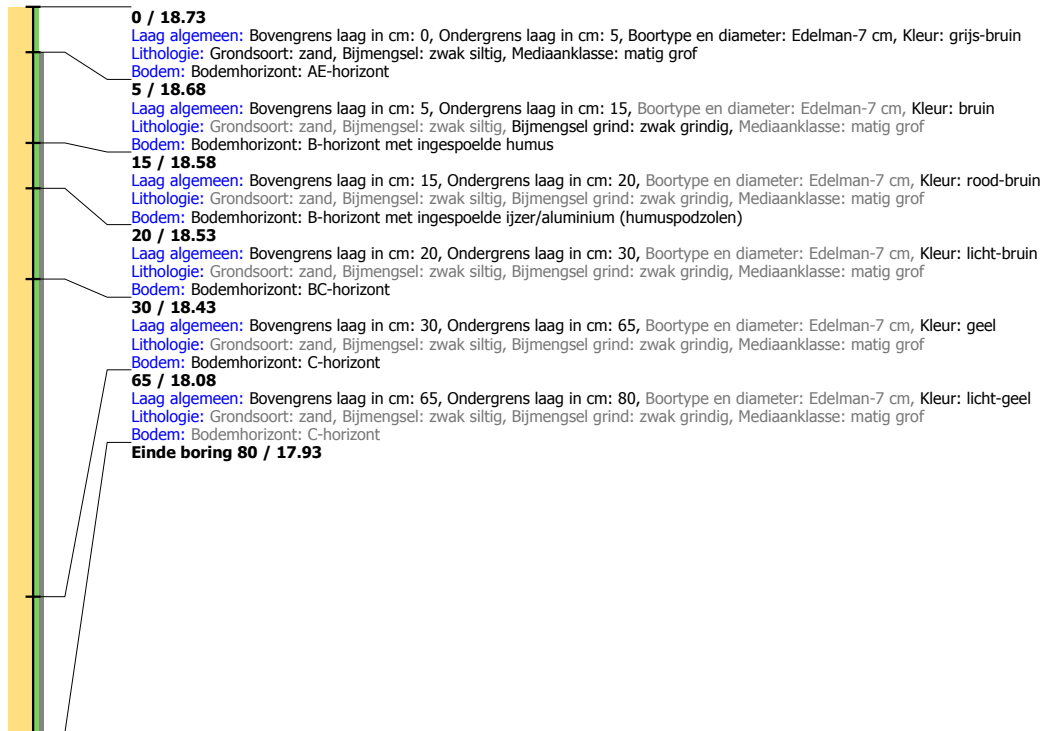 0 / 18.73
Laag algemeen: Bovengrens laag in cm: 0, Ondergrens laag in cm: 5, Boortype en diameter: Edelman-7 cm, Kleur: grijs-bruin
Lithologie: Grondsoort: zand, Bijmengsel: zwak siltig, Mediaanklasse: matig grof
Bodem: Bodemhorizont: AE-horizont
5 / 18.68
Laag algemeen: Bovengrens laag in cm: 5, Ondergrens laag in cm: 15, Boortype en diameter: Edelman-7 cm, Kleur: bruin
Lithologie: Grondsoort: zand, Bijmengsel: zwak siltig, Bijmengsel grind: zwak grindig, Mediaanklasse: matig grof
Bodem: Bodemhorizont: B-horizont met ingespoelde humus
15 / 18.58
Laag algemeen: Bovengrens laag in cm: 15, Ondergrens laag in cm: 20, Boortype en diameter: Edelman-7 cm, Kleur: rood-bruin
Lithologie: Grondsoort: zand, Bijmengsel: zwak siltig, Bijmengsel grind: zwak grindig, Mediaanklasse: matig grof
Bodem: Bodemhorizont: B-horizont met ingespoelde ijzer/aluminium (humuspodzolen)
20 / 18.53
Laag algemeen: Bovengrens laag in cm: 20, Ondergrens laag in cm: 30, Boortype en diameter: Edelman-7 cm, Kleur: licht-bruin
Lithologie: Grondsoort: zand, Bijmengsel: zwak siltig, Bijmengsel grind: zwak grindig, Mediaanklasse: matig grof
Bodem: Bodemhorizont: BC-horizont
30 / 18.43
Laag algemeen: Bovengrens laag in cm: 30, Ondergrens laag in cm: 65, Boortype en diameter: Edelman-7 cm, Kleur: geel
Lithologie: Grondsoort: zand, Bijmengsel: zwak siltig, Bijmengsel grind: zwak grindig, Mediaanklasse: matig grof
Bodem: Bodemhorizont: C-horizont
65 / 18.08
Laag algemeen: Bovengrens laag in cm: 65, Ondergrens laag in cm: 80, Boortype en diameter: Edelman-7 cm, Kleur: licht-geel
Lithologie: Grondsoort: zand, Bijmengsel: zwak siltig, Bijmengsel grind: zwak grindig, Mediaanklasse: matig grof
Bodem: Bodemhorizont: C-horizont
Einde boring 80 / 17.93